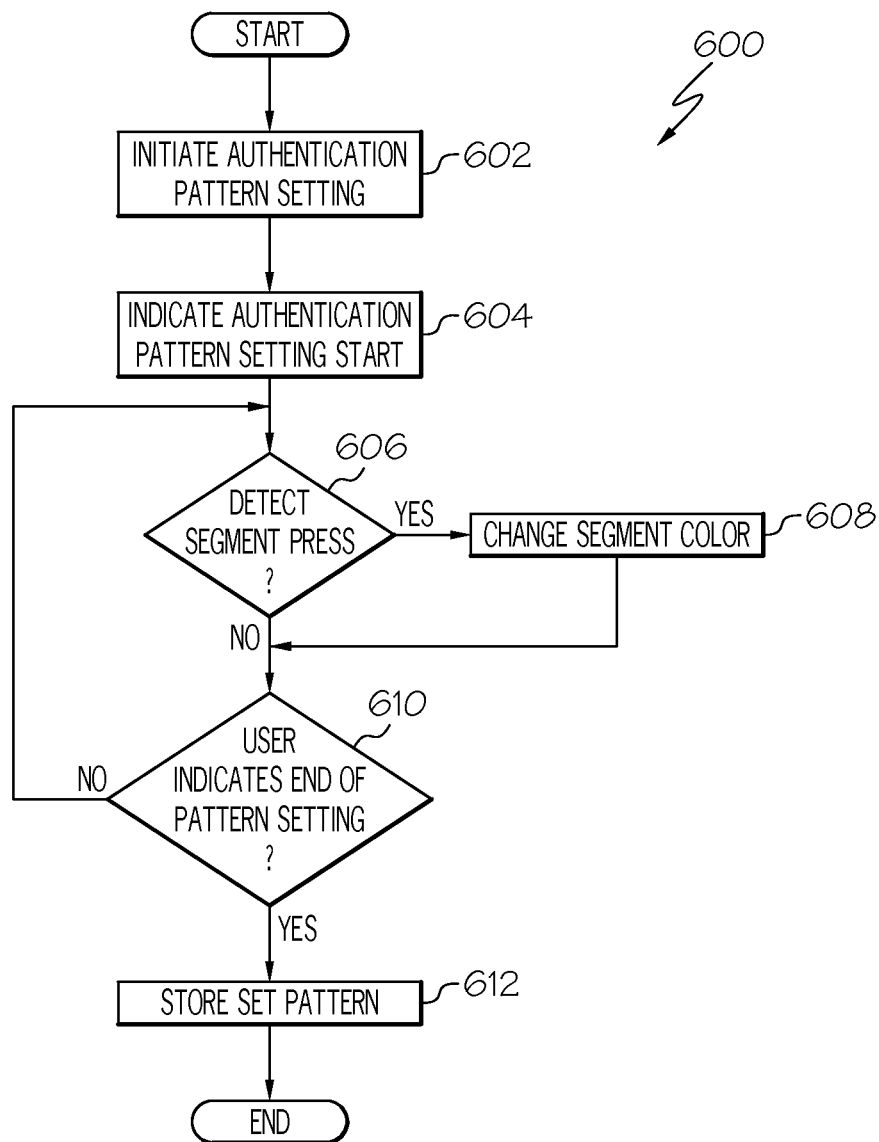 START
600
INITIATE AUTHENTICATION
PATTERN SETTING
602
INDICATE AUTHENTICATION
PATTERN SETTING START
604
606
DETECT
SEGMENT PRESS
?
YES
CHANGE SEGMENT COLOR
608
NO
610
USER
INDICATES END OF
PATTERN SETTING
?
NO
YES
STORE SET PATTERN
612
END